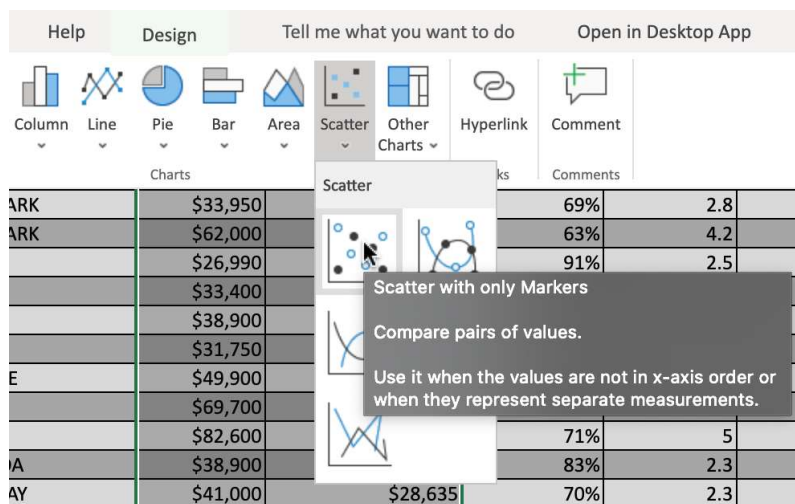 Help Design Tell me what you want to do Open in Desktop App
Column Line Pie Bar Area Scatter Other Charts Hyperlink Comment
Charts ks Comments
Scatter
ARK $33,950 69% 2.8
ARK $62,000 63% 4.2
$26,990 91% 2.5
$33,400
$38,900
$31,750
E $49,900
$69,700
$82,600 71% 5
DA $38,900 83% 2.3
AY $41,000 $28,635 70% 2.3
Scatter with only Markers
Compare pairs of values.
Use it when the values are not in x-axis order or
when they represent separate measurements.